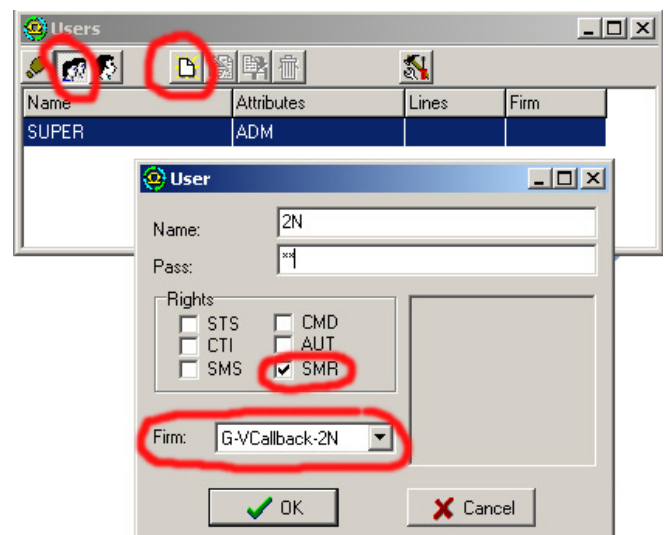 Users
Name Attributes Lines Firm
SUPER ADM
User
Name: 2N
Pass: **
Rights
STS CMD
CTI AUT
SMS SMR
Firm: G-VCallback-2N
OK Cancel